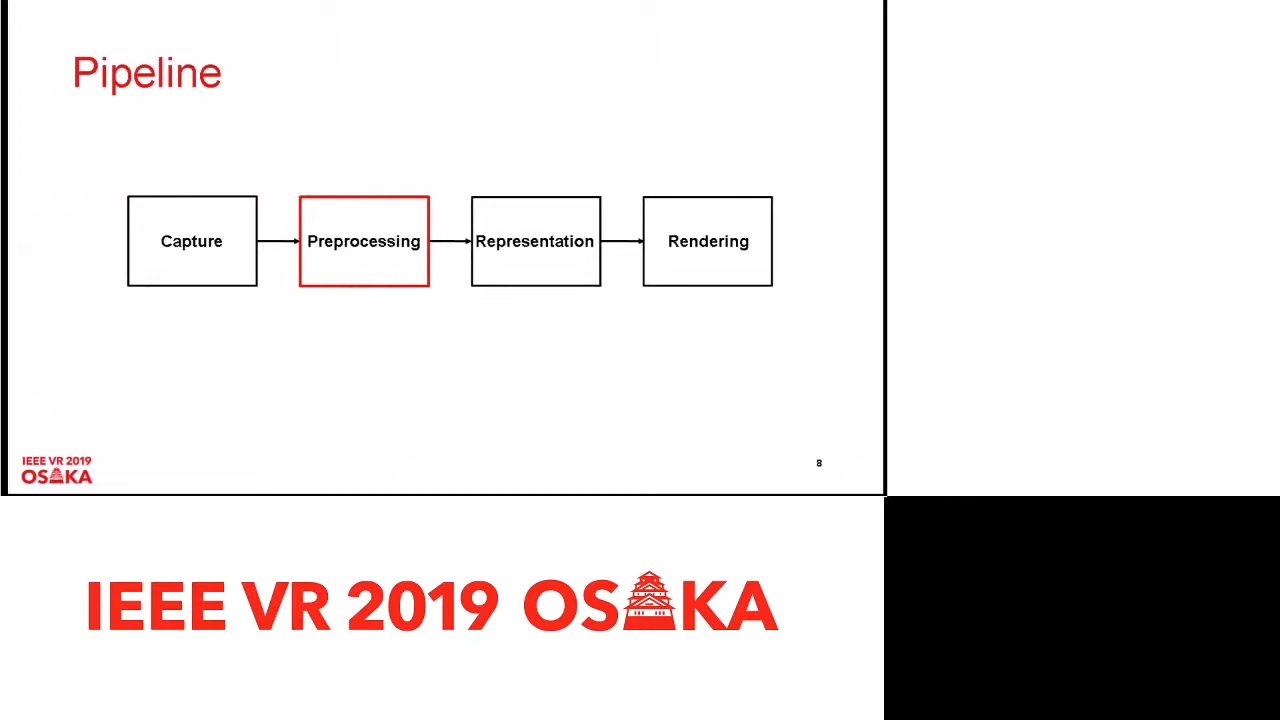 Pipeline
Capture
Preprocessing
Representation
Rendering
IEEE VR 2019
OSAKA
8
IEEE VR 2019 OSAKA